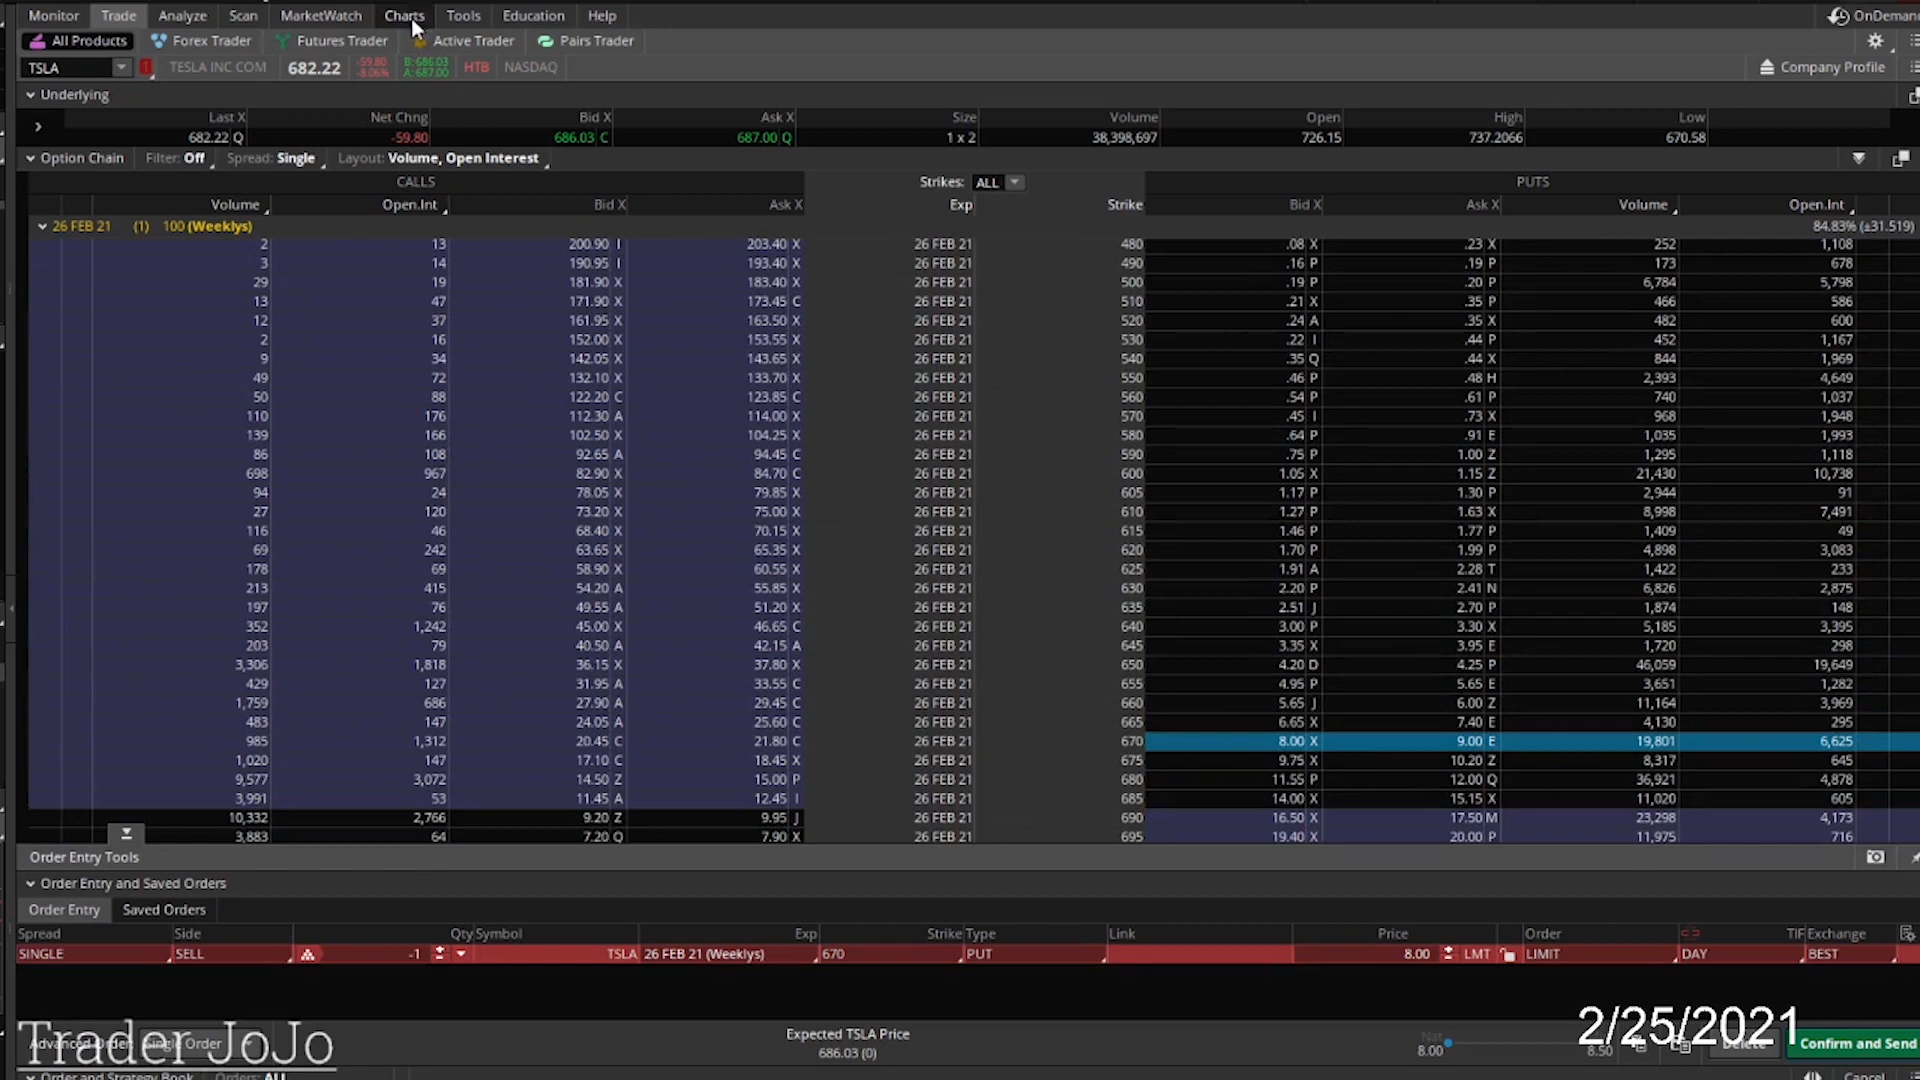 Monitor Trade Analyze Scan MarketWatch Charts Tools Education Help OnDeman
All Products Forex Trader Futures Trader Active Trader Pairs Trader
TSLA TESLA INC COM 682.22 -59.80 -8.06% B:686.03 A:687.00 HTB NASDAQ Company Profile
Underlying
Last X Net Chng Bid X Ask X Size Volume Open High Low
682.22 Q -59.80 686.03 C 687.00 Q 1 x 2 38,398,697 726.15 737.2066 670.58
Option Chain Filter: Off Spread: Single Layout: Volume, Open Interest
CALLS Strikes: ALL PUTS
Volume Open.Int Bid X Ask X Exp Strike Bid X Ask X Volume Open.Int
26 FEB 21 (1) 100 (Weeklys) 84.83% (±31.519)
2 13 200.90 I 203.40 X 26 FEB 21 480 .08 X .23 X 252 1,108
3 14 190.95 I 193.40 X 26 FEB 21 490 .16 P .19 P 173 678
29 19 181.90 X 183.40 X 26 FEB 21 500 .19 P .20 P 6,784 5,798
13 47 171.90 X 173.45 C 26 FEB 21 510 .21 X .35 P 466 586
12 37 161.95 X 163.50 X 26 FEB 21 520 .24 A .35 X 482 600
2 16 152.00 X 153.55 X 26 FEB 21 530 .22 I .44 P 452 1,167
9 34 142.05 X 143.65 X 26 FEB 21 540 .35 Q .44 X 844 1,969
49 72 132.10 X 133.70 X 26 FEB 21 550 .46 P .48 H 2,393 4,649
50 88 122.20 C 123.85 C 26 FEB 21 560 .54 P .61 P 740 1,037
110 176 112.30 A 114.00 X 26 FEB 21 570 .45 I .73 X 968 1,948
139 166 102.50 X 104.25 X 26 FEB 21 580 .64 P .91 E 1,035 1,993
86 108 92.65 A 94.45 C 26 FEB 21 590 .75 P 1.00 Z 1,295 1,118
698 967 82.90 X 84.70 C 26 FEB 21 600 1.05 X 1.15 Z 21,430 10,738
94 24 78.05 X 79.85 X 26 FEB 21 605 1.17 P 1.30 P 2,944 91
27 120 73.20 X 75.00 X 26 FEB 21 610 1.27 P 1.63 X 8,998 7,491
116 46 68.40 X 70.15 X 26 FEB 21 615 1.46 P 1.77 P 1,409 49
69 242 63.65 X 65.35 X 26 FEB 21 620 1.70 P 1.99 P 4,898 3,083
178 69 58.90 X 60.55 X 26 FEB 21 625 1.91 A 2.28 T 1,422 233
213 415 54.20 A 55.85 X 26 FEB 21 630 2.20 P 2.41 N 6,826 2,875
197 76 49.55 A 51.20 X 26 FEB 21 635 2.51 J 2.70 P 1,874 148
352 1,242 45.00 X 46.65 C 26 FEB 21 640 3.00 P 3.30 X 5,185 3,395
203 79 40.50 A 42.15 A 26 FEB 21 645 3.35 X 3.95 E 1,720 298
3,306 1,818 36.15 X 37.80 X 26 FEB 21 650 4.20 D 4.25 P 46,059 19,649
429 127 31.95 A 33.55 C 26 FEB 21 655 4.95 P 5.65 E 3,651 1,282
1,759 686 27.90 A 29.45 C 26 FEB 21 660 5.65 J 6.00 Z 11,164 3,969
483 147 24.05 A 25.60 C 26 FEB 21 665 6.65 X 7.40 E 4,130 295
985 1,312 20.45 C 21.80 C 26 FEB 21 670 8.00 X 9.00 E 19,801 6,625
1,020 147 17.10 C 18.45 X 26 FEB 21 675 9.75 X 10.20 Z 8,317 645
9,577 3,072 14.50 Z 15.00 P 26 FEB 21 680 11.55 P 12.00 Q 36,921 4,878
3,991 53 11.45 A 12.45 I 26 FEB 21 685 14.00 X 15.15 X 11,020 605
10,332 2,766 9.20 Z 9.95 J 26 FEB 21 690 16.50 X 17.50 M 23,298 4,173
3,883 64 7.20 Q 7.90 X 26 FEB 21 695 19.40 X 20.00 P 11,975 716
Order Entry Tools
Order Entry and Saved Orders
Order Entry Saved Orders
Spread Side Qty Symbol Exp Strike Type Link Price Order TIF Exchange
SINGLE SELL -1 TSLA 26 FEB 21 (Weeklys) 670 PUT 8.00 LMT LIMIT DAY BEST
Trader JoJo
Advanced Order: Single Order
Expected TSLA Price
686.03 (0)
Nat
8.00 8.50
2/25/2021
Delete Confirm and Send
Order and Strategy Book Orders: ALL Cancel